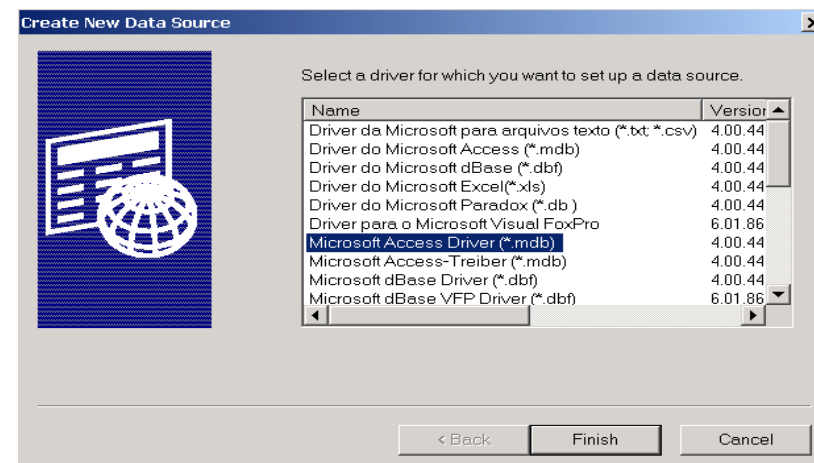 Create New Data Source
Select a driver for which you want to set up a data source.
Name Version
Driver da Microsoft para arquivos texto (*.txt; *.csv) 4.00.44
Driver do Microsoft Access (*.mdb) 4.00.44
Driver do Microsoft dBase (*.dbf) 4.00.44
Driver do Microsoft Excel(*.xls) 4.00.44
Driver do Microsoft Paradox (*.db ) 4.00.44
Driver para o Microsoft Visual FoxPro 6.01.86
Microsoft Access Driver (*.mdb) 4.00.44
Microsoft Access-Treiber (*.mdb) 4.00.44
Microsoft dBase Driver (*.dbf) 4.00.44
Microsoft dBase VFP Driver (*.dbf) 6.01.86
< Back Finish Cancel